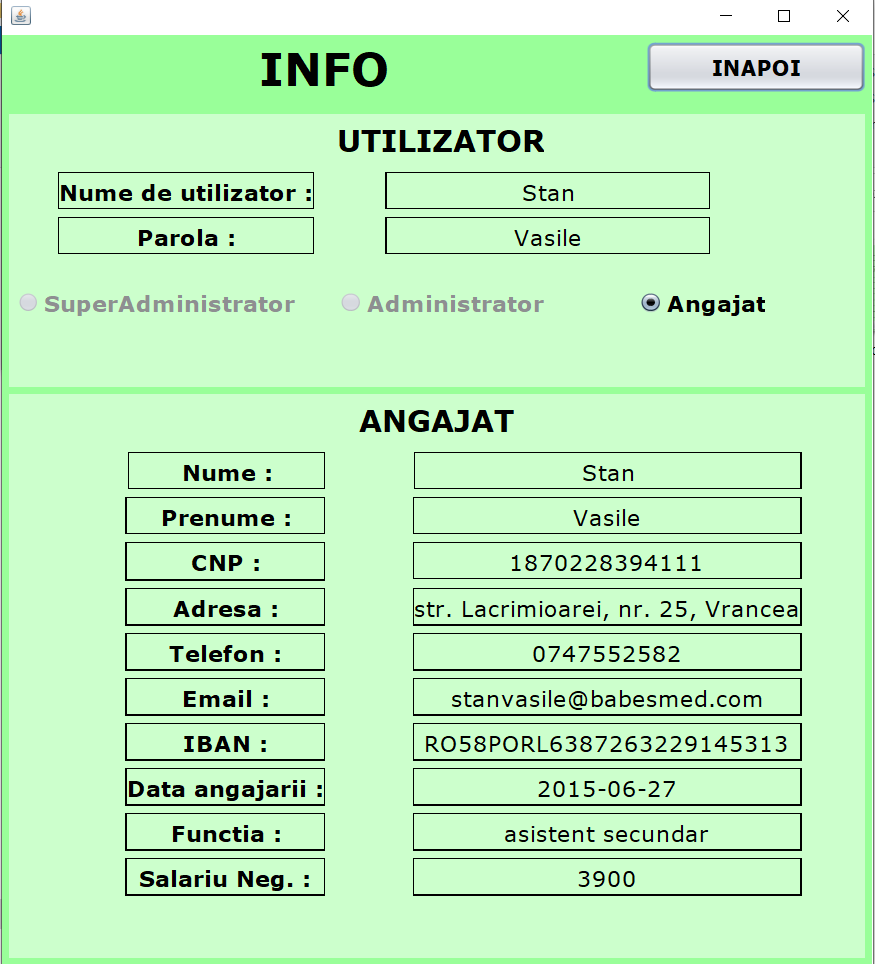 INFO INAPOI
UTILIZATOR
Nume de utilizator : Stan
Parola : Vasile
SuperAdministrator Administrator Angajat
ANGAJAT
Nume : Stan
Prenume : Vasile
CNP : 1870228394111
Adresa : str. Lacrimioarei, nr. 25, Vrancea
Telefon : 0747552582
Email : stanvasile@babesmed.com
IBAN : RO58PORL6387263229145313
Data angajarii : 2015-06-27
Functia : asistent secundar
Salariu Neg. : 3900